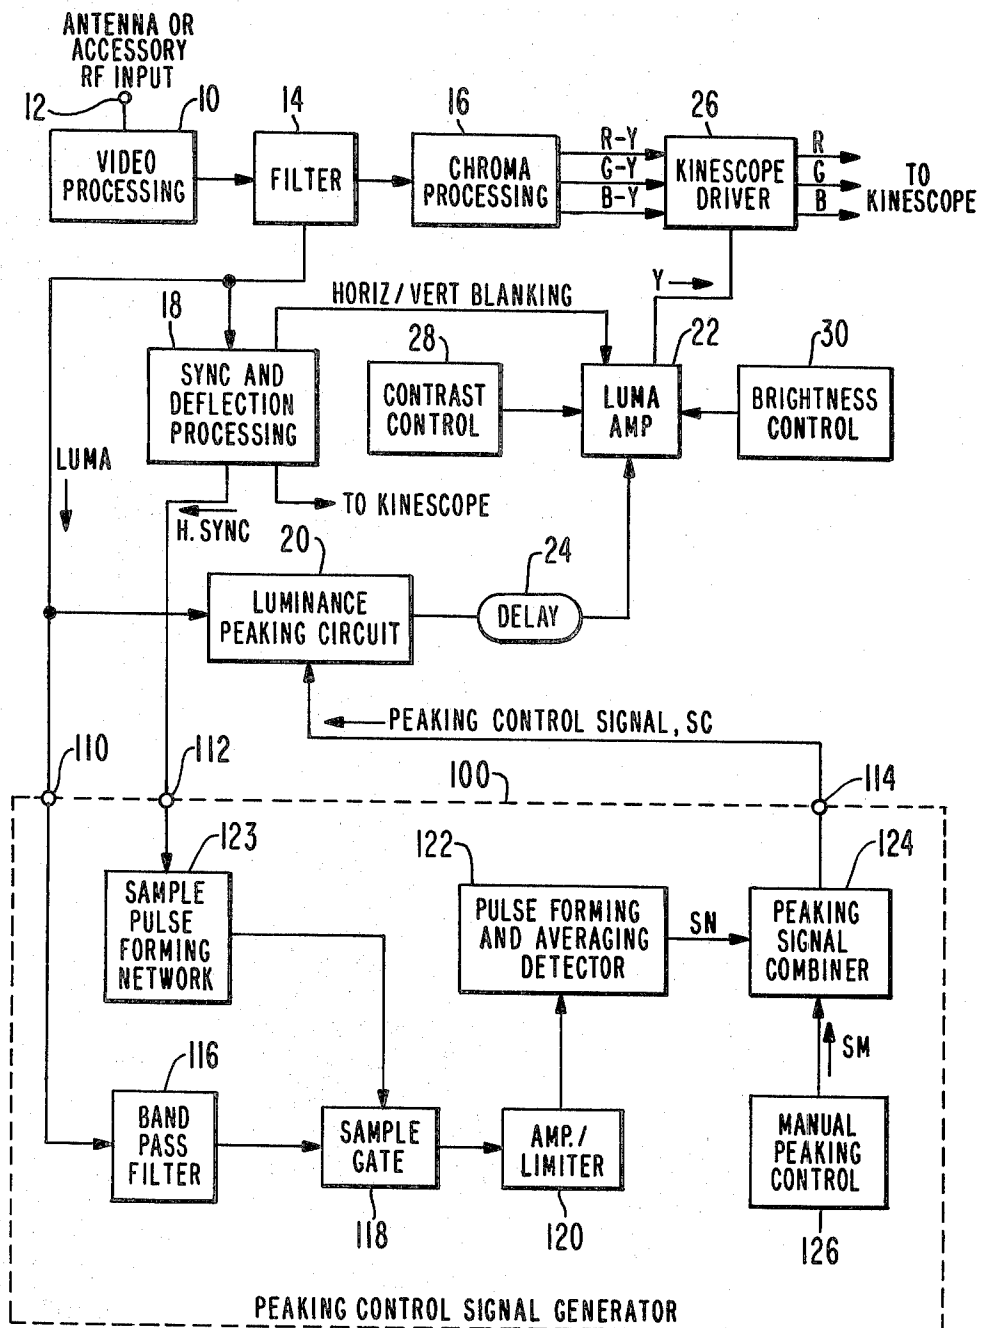 ANTENNA OR
ACCESSORY
RF INPUT
12
10
14
16
26
VIDEO
PROCESSING
FILTER
CHROMA
PROCESSING
R-Y
G-Y
B-Y
KINESCOPE
DRIVER
R
G
B
TO
KINESCOPE
Y
HORIZ/VERT BLANKING
18
28
22
30
SYNC AND
DEFLECTION
PROCESSING
CONTRAST
CONTROL
LUMA
AMP
BRIGHTNESS
CONTROL
LUMA
TO KINESCOPE
H. SYNC
20
24
LUMINANCE
PEAKING CIRCUIT
DELAY
PEAKING CONTROL SIGNAL, SC
110
112
100
114
123
122
124
SAMPLE
PULSE
FORMING
NETWORK
PULSE FORMING
AND AVERAGING
DETECTOR
SN
PEAKING
SIGNAL
COMBINER
SM
116
BAND
PASS
FILTER
SAMPLE
GATE
AMP./
LIMITER
MANUAL
PEAKING
CONTROL
118
120
126
PEAKING CONTROL SIGNAL GENERATOR